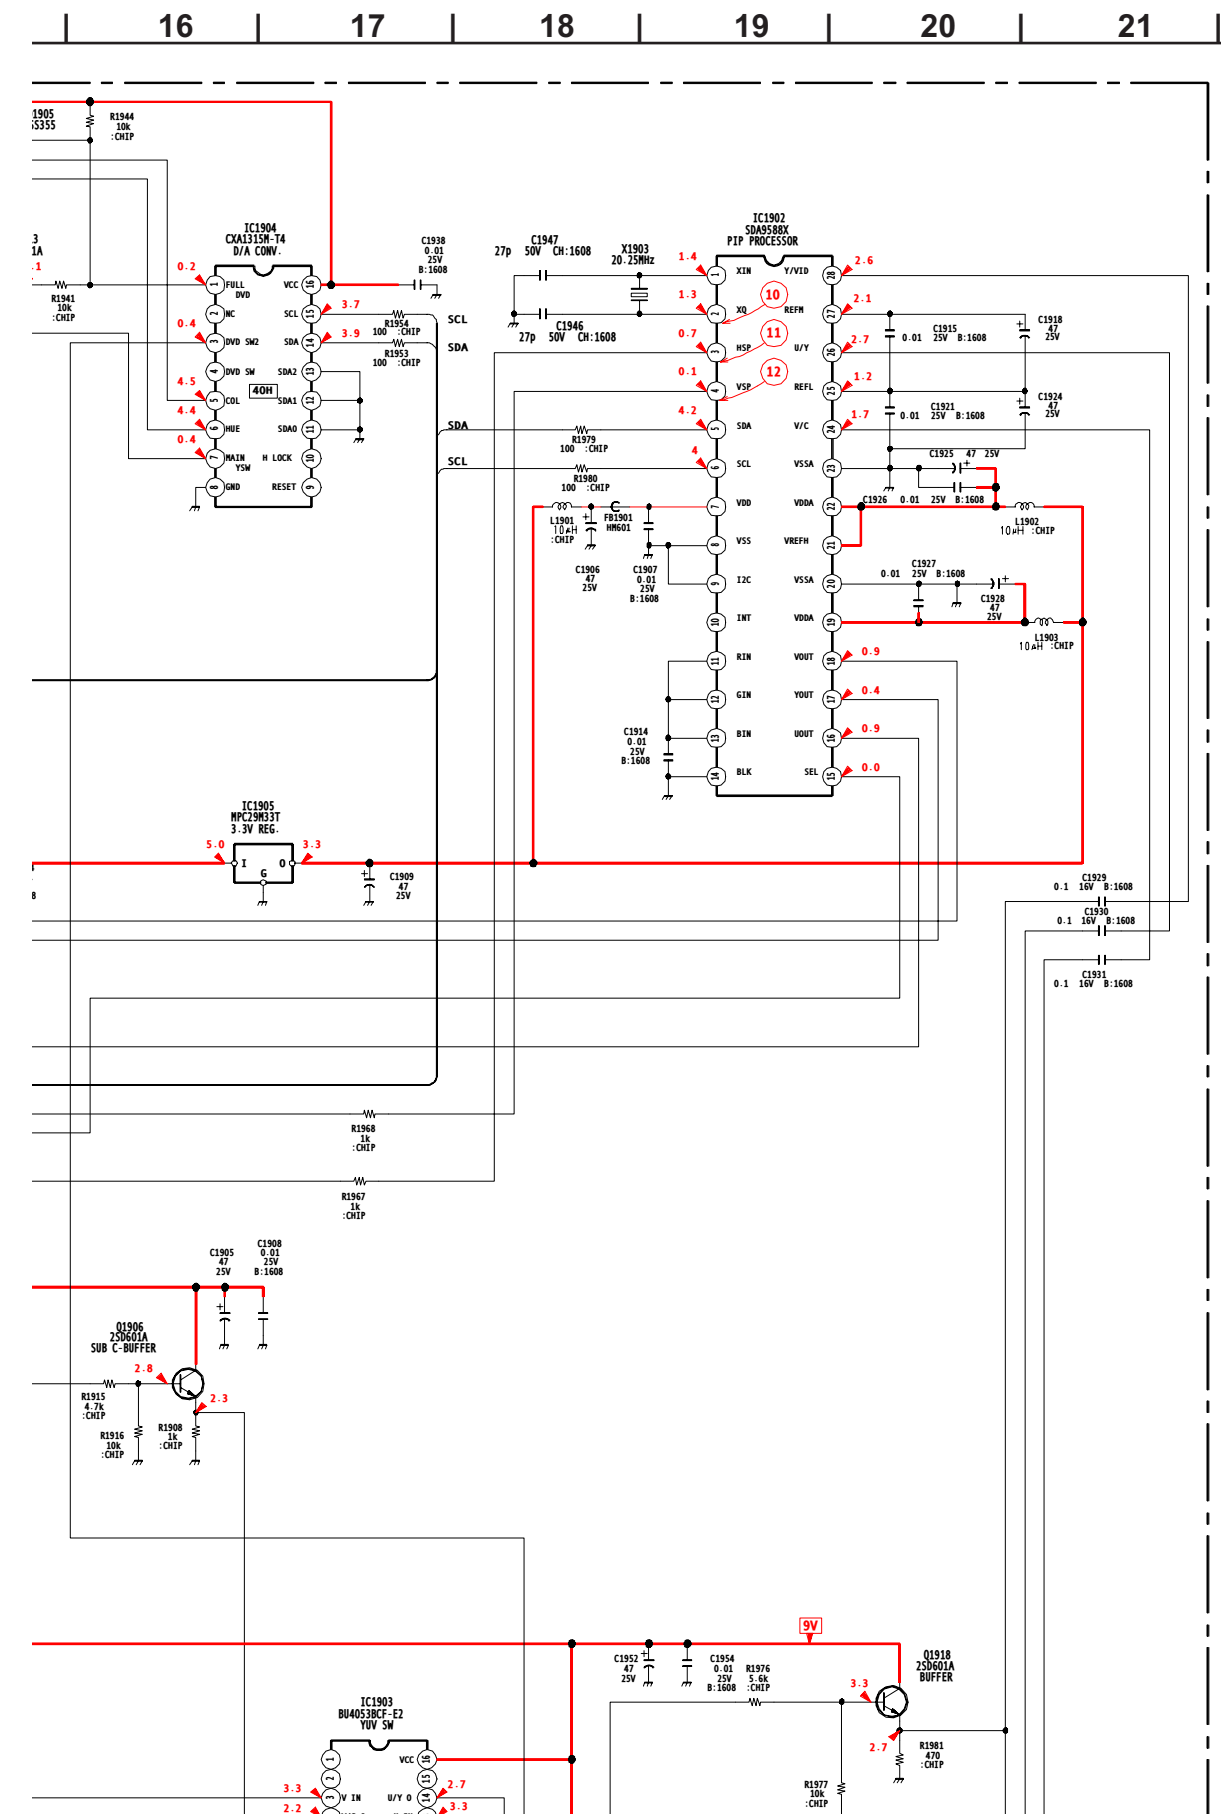 16 17 18 19 20 21
1905
5S355
R1944
10k
:CHIP
.3
1A
.1
R1941
10k
:CHIP
IC1904
CXA1315M-T4
D/A CONV.
0.2
0.4
4.5
4.4
0.4
1 FULL
DVD
2 NC
3 DVD SW2
4 DVD SW
5 COL
6 HUE
7 MAIN
YSW
8 GND
40H
VCC 16
SCL 15
SDA 14
SDA2 13
SDA1 12
SDA0 11
H LOCK 10
RESET 9
3.7
3.9
C1938
0.01
25V
B:1608
R1954
100 :CHIP
R1953
100 :CHIP
SCL
SDA
SDA
SCL
C1947
27p 50V CH:1608
C1946
27p 50V CH:1608
X1903
20.25MHz
R1979
100 :CHIP
R1980
100 :CHIP
L1901
10μH
:CHIP
FB1901
HM601
C1906
47
25V
C1907
0.01
25V
B:1608
C1914
0.01
25V
B:1608
IC1902
SDA9588X
PIP PROCESSOR
1.4
1.3
0.7
0.1
4.2
4
10
11
12
1 XIN Y/VID 28
2 XQ REFM 27
3 HSP U/Y 26
4 VSP REFL 25
5 SDA V/C 24
6 SCL VSSA 23
7 VDD VDDA 22
8 VSS VREFH 21
9 I2C VSSA 20
10 INT VDDA 19
11 RIN VOUT 18
12 GIN YOUT 17
13 BIN UOUT 16
14 BLK SEL 15
2.6
2.1
2.7
1.2
1.7
0.9
0.4
0.9
0.0
C1915
0.01 25V B:1608
C1918
47
25V
C1921
0.01 25V B:1608
C1924
47
25V
C1925 47 25V
C1926 0.01 25V B:1608
L1902
10μH :CHIP
C1927
0.01 25V B:1608
C1928
47
25V
L1903
10μH :CHIP
IC1905
MPC29M33T
3.3V REG.
5.0
I O
G
3.3
8
C1909
47
25V
C1929
0.1 16V B:1608
C1930
0.1 16V B:1608
C1931
0.1 16V B:1608
R1968
1k
:CHIP
R1967
1k
:CHIP
C1905
47
25V
C1908
0.01
25V
B:1608
Q1906
2SD601A
SUB C-BUFFER
2.8
2.3
R1915
4.7k
:CHIP
R1916
10k
:CHIP
R1908
1k
:CHIP
9V
C1952
47
25V
C1954
0.01
25V
B:1608
R1976
5.6k
:CHIP
Q1918
2SD601A
BUFFER
3.3
2.7
R1981
470
:CHIP
R1977
10k
:CHIP
IC1903
BU4053BCF-E2
YUV SW
1 VCC 16
2 15
3 V IN U/Y O 14
3.3
2.2
2.7
3.3